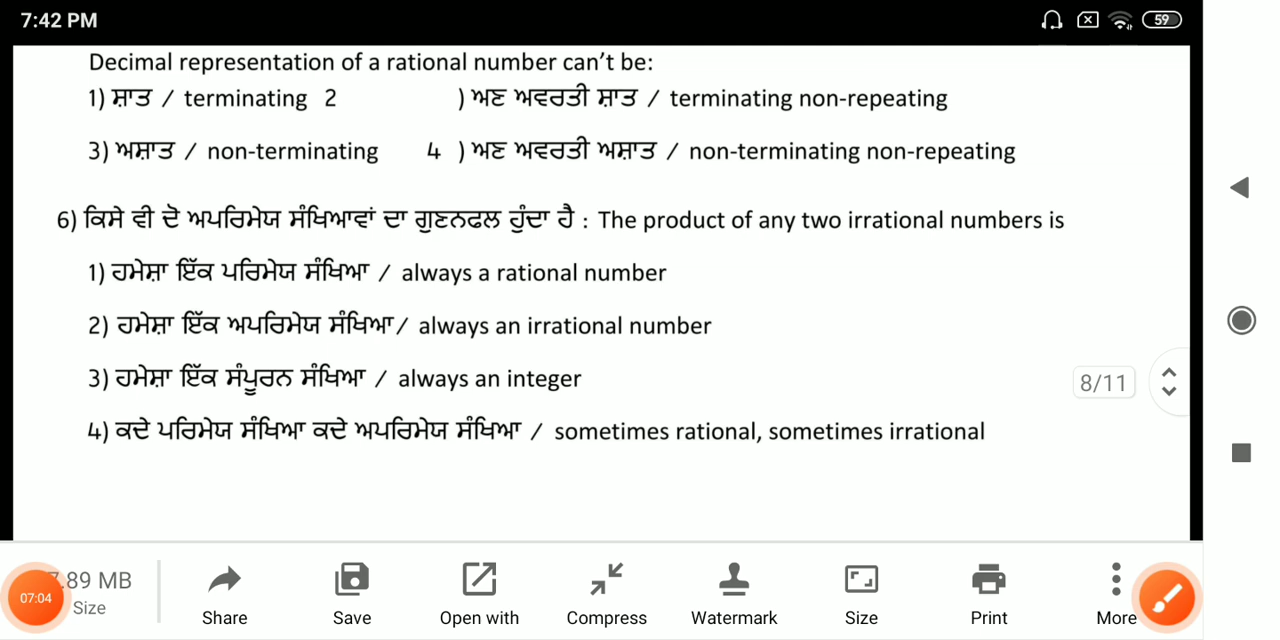 7:42 PM 59
Decimal representation of a rational number can't be:
1) ਸ਼ਾਤ / terminating 2 ) ਅਣ ਅਵਰਤੀ ਸ਼ਾਤ / terminating non-repeating
3) ਅਸ਼ਾਤ / non-terminating 4 ) ਅਣ ਅਵਰਤੀ ਅਸ਼ਾਤ / non-terminating non-repeating
6) ਕਿਸੇ ਵੀ ਦੋ ਅਪਰਿਮੇਯ ਸੰਖਿਆਵਾਂ ਦਾ ਗੁਣਨਫਲ ਹੁੰਦਾ ਹੈ : The product of any two irrational numbers is
1) ਹਮੇਸ਼ਾ ਇੱਕ ਪਰਿਮੇਯ ਸੰਖਿਆ / always a rational number
2) ਹਮੇਸ਼ਾ ਇੱਕ ਅਪਰਿਮੇਯ ਸੰਖਿਆ/ always an irrational number
3) ਹਮੇਸ਼ਾ ਇੱਕ ਸੰਪੂਰਨ ਸੰਖਿਆ / always an integer
8/11
4) ਕਦੇ ਪਰਿਮੇਯ ਸੰਖਿਆ ਕਦੇ ਅਪਰਿਮੇਯ ਸੰਖਿਆ / sometimes rational, sometimes irrational
.89 MB
07:04
Size Share Save Open with Compress Watermark Size Print More